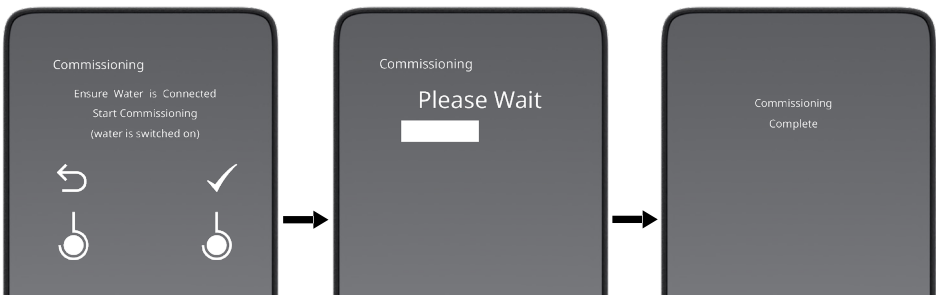 Commissioning
Ensure Water is Connected
Start Commissioning
(water is switched on)
Commissioning
Please Wait
Commissioning
Complete